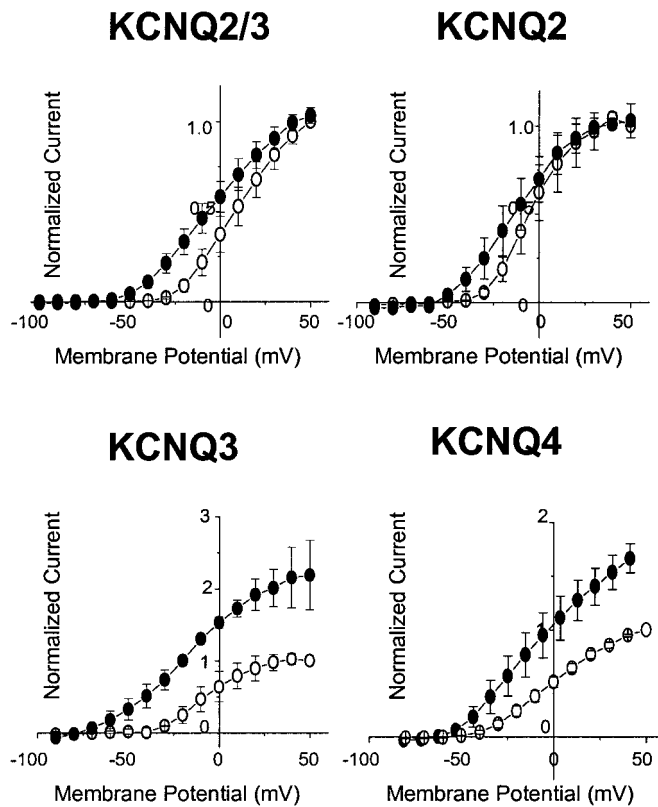 KCNQ2/3
Normalized Current
1.0
0.5
0
-100 -50 0 50
Membrane Potential (mV)
KCNQ2
Normalized Current
1.0
0.5
0
-100 -50 0 50
Membrane Potential (mV)
KCNQ3
Normalized Current
3
2
1
0
-100 -50 0 50
Membrane Potential (mV)
KCNQ4
Normalized Current
2
1
0
-100 -50 0 50
Membrane Potential (mV)